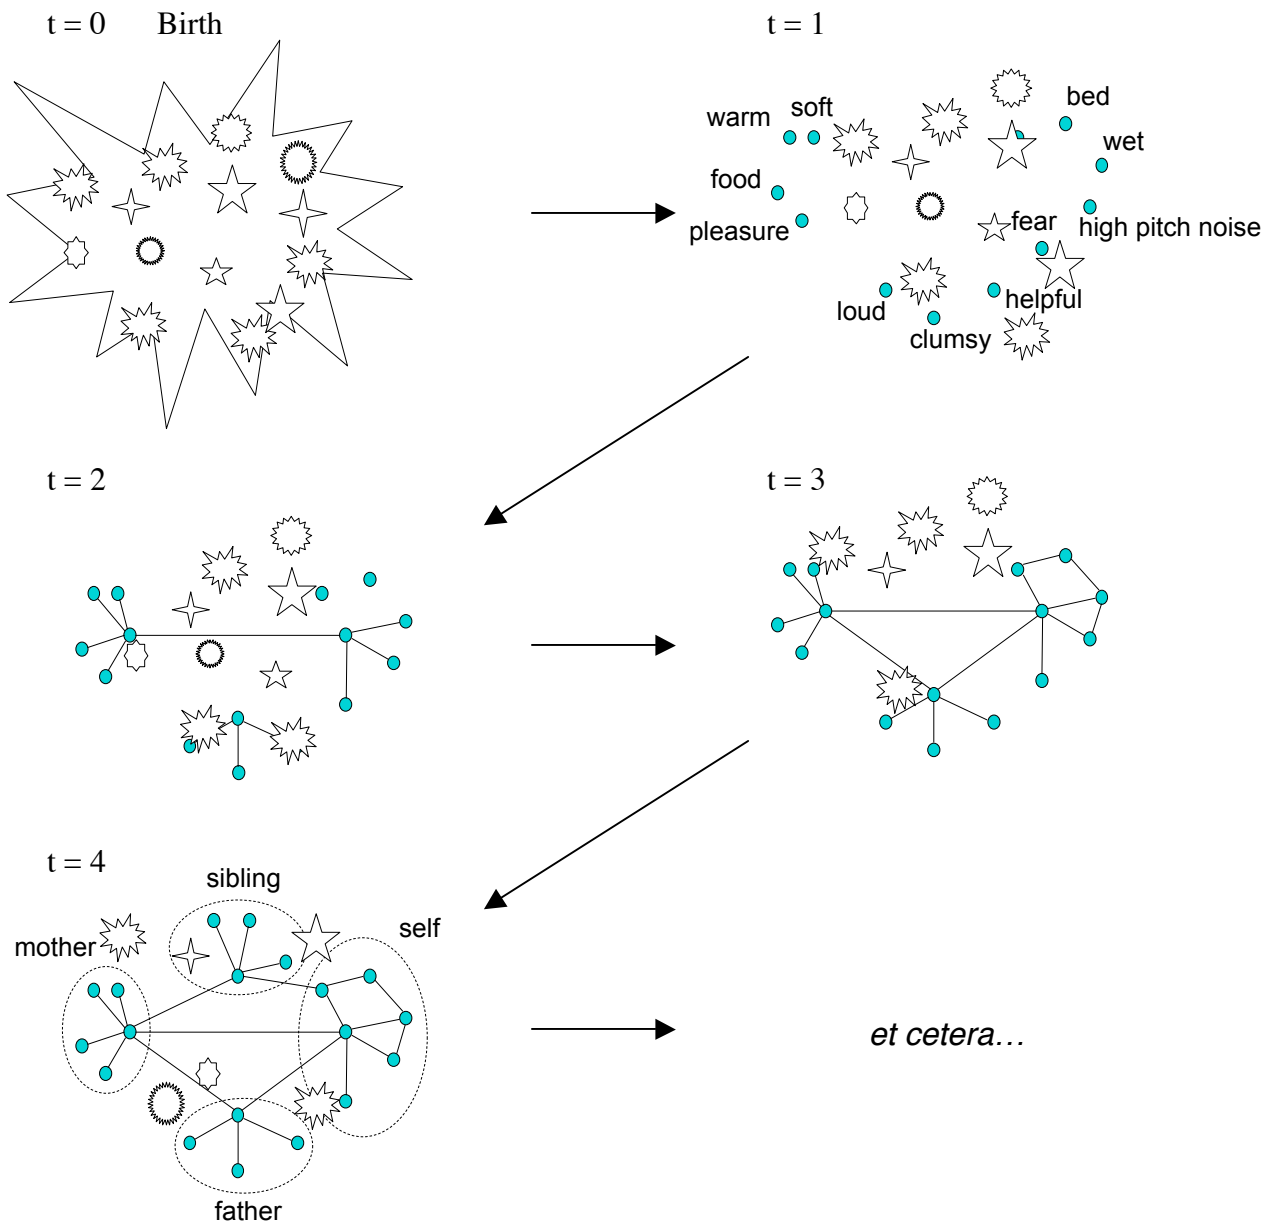 t = 0 Birth
t = 1
warm
soft
bed
wet
food
pleasure
fear
high pitch noise
loud
helpful
clumsy
t = 2
t = 3
t = 4
sibling
mother
self
father
et cetera…